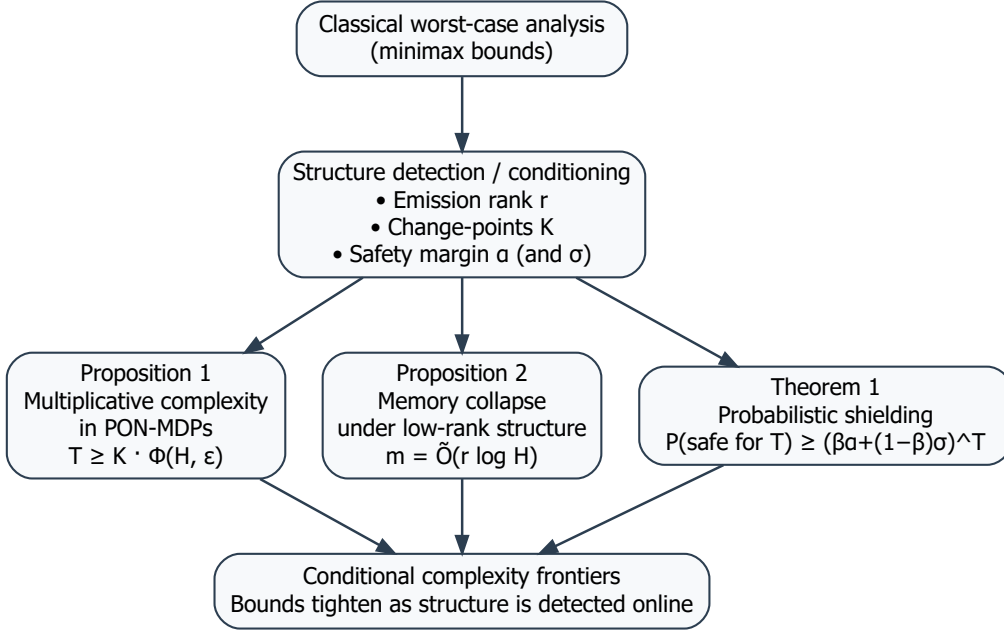 Classical worst-case analysis
(minimax bounds)
Structure detection / conditioning
• Emission rank r
• Change-points K
• Safety margin α (and σ)
Proposition 1
Multiplicative complexity
in PON-MDPs
T ≥ K · Φ(H, ε)
Proposition 2
Memory collapse
under low-rank structure
m = Õ(r log H)
Theorem 1
Probabilistic shielding
P(safe for T) ≥ (βα+(1−β)σ)^T
Conditional complexity frontiers
Bounds tighten as structure is detected online